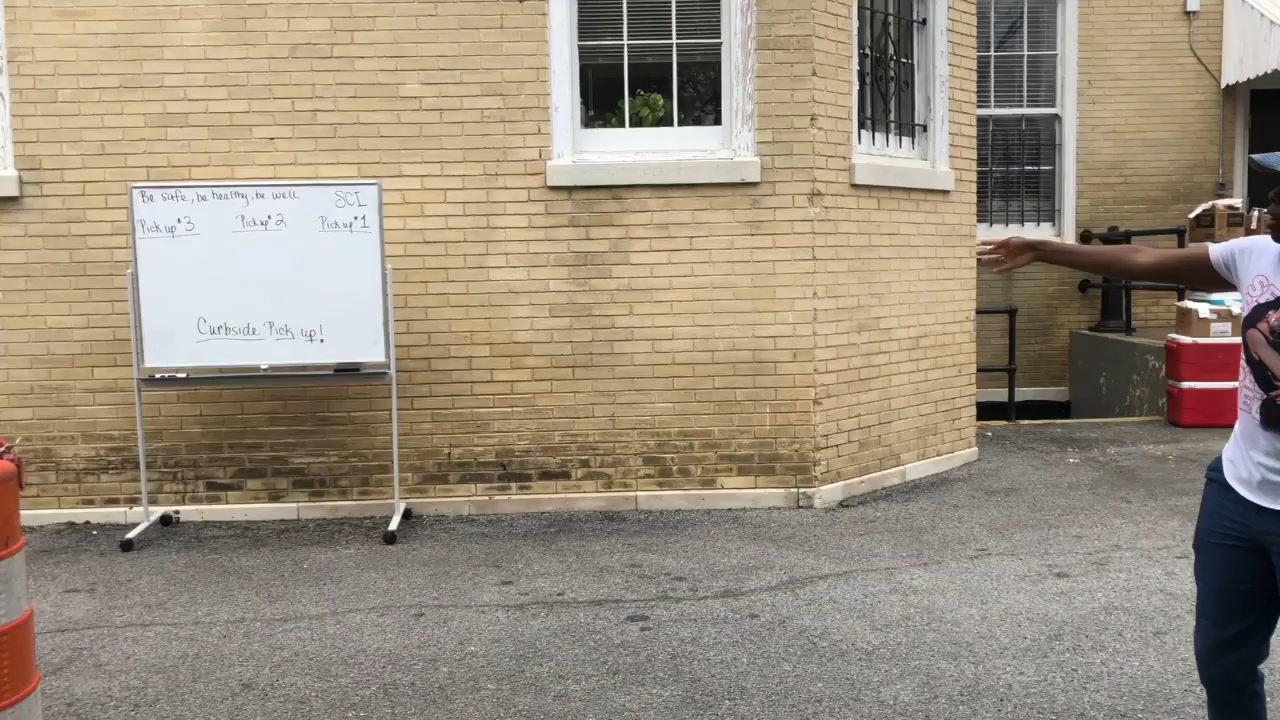 Be safe, be healthy, be well SCI
Pick up #3 Pick up #2 Pick up #1
Curbside Pick up!